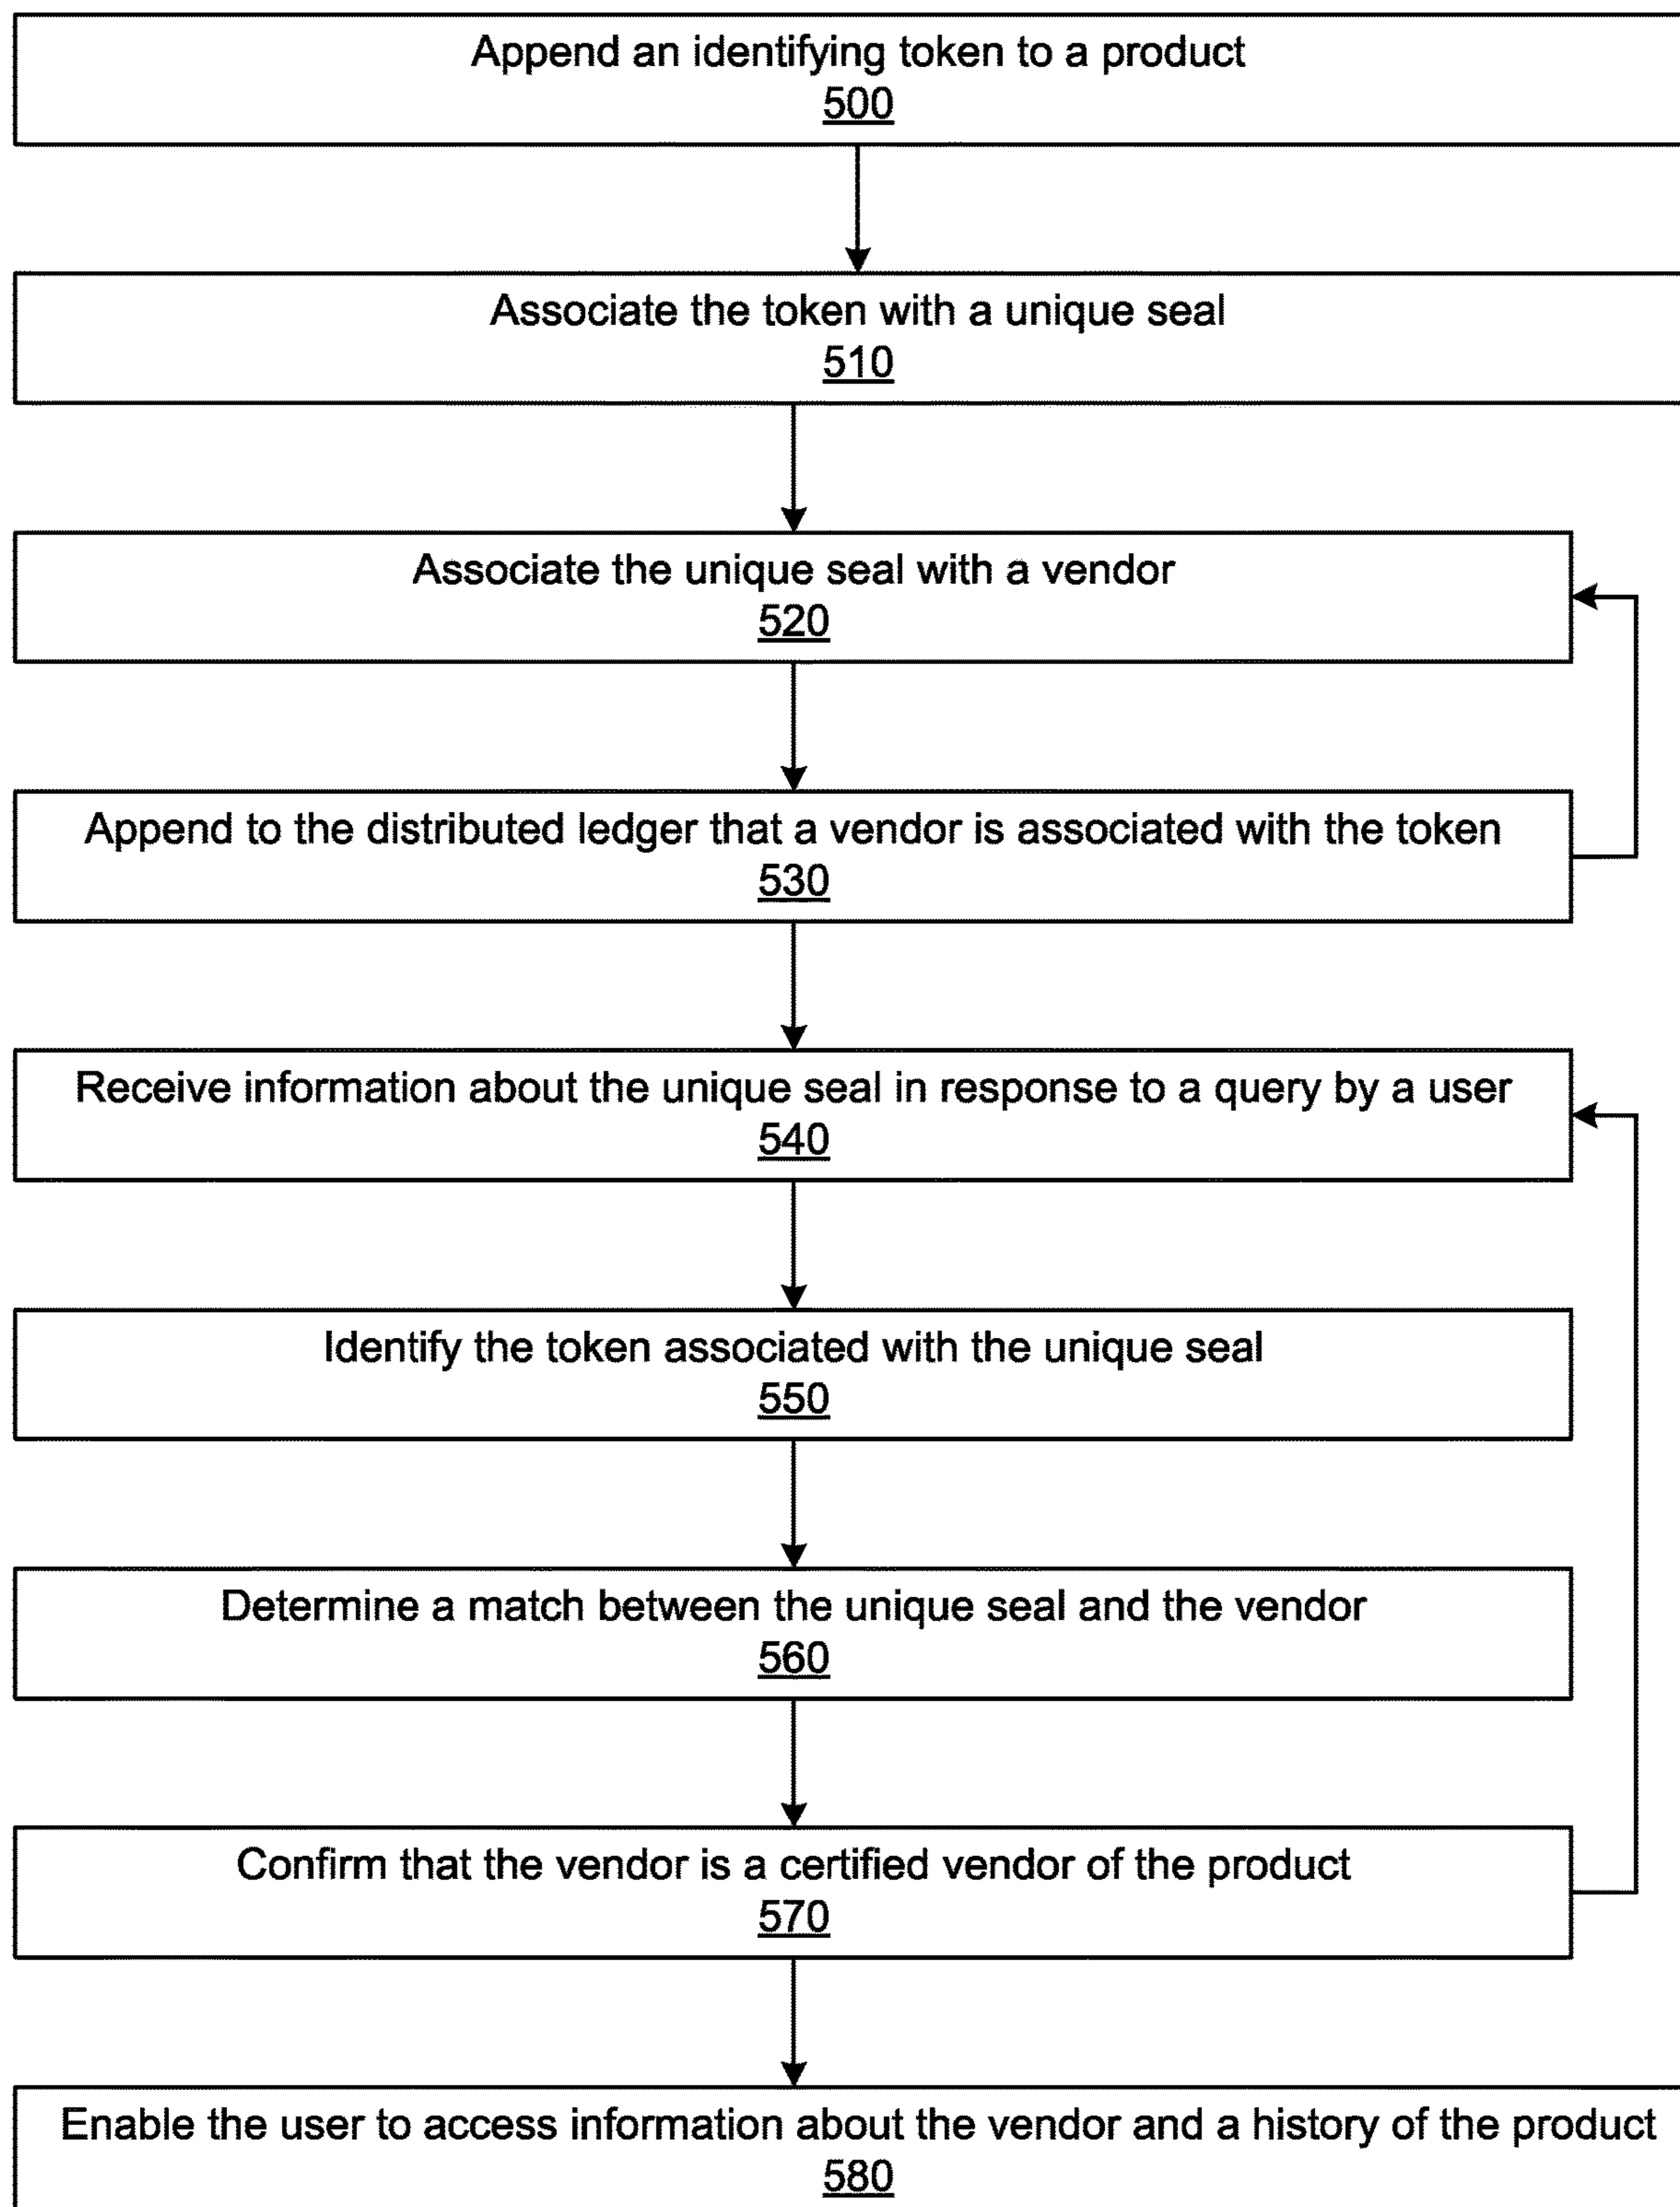 Append an identifying token to a product
500
Associate the token with a unique seal
510
Associate the unique seal with a vendor
520
Append to the distributed ledger that a vendor is associated with the token
530
Receive information about the unique seal in response to a query by a user
540
Identify the token associated with the unique seal
550
Determine a match between the unique seal and the vendor
560
Confirm that the vendor is a certified vendor of the product
570
Enable the user to access information about the vendor and a history of the product
580